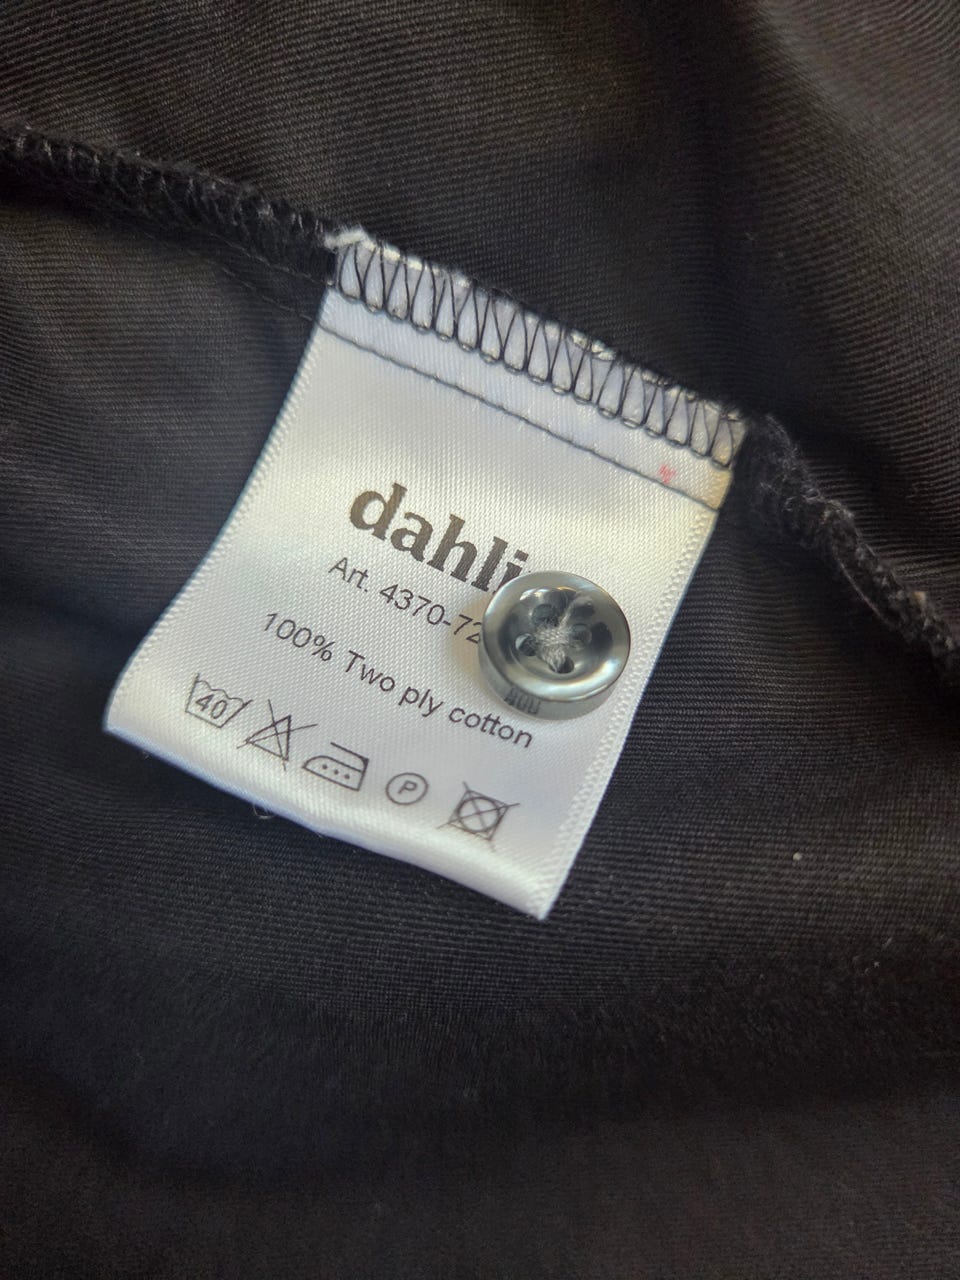 dahli
Art. 4370-72
100% Two ply cotton
40 P